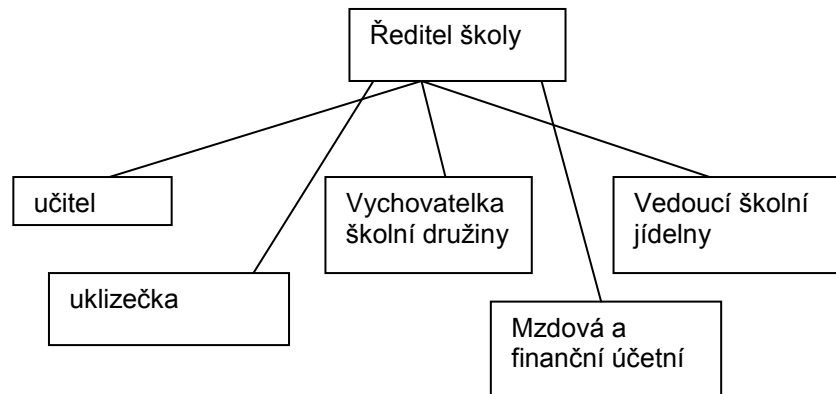 Ředitel školy
učitel
Vychovatelka
školní družiny
Vedoucí školní
jídelny
uklizečka
Mzdová a
finanční účetní